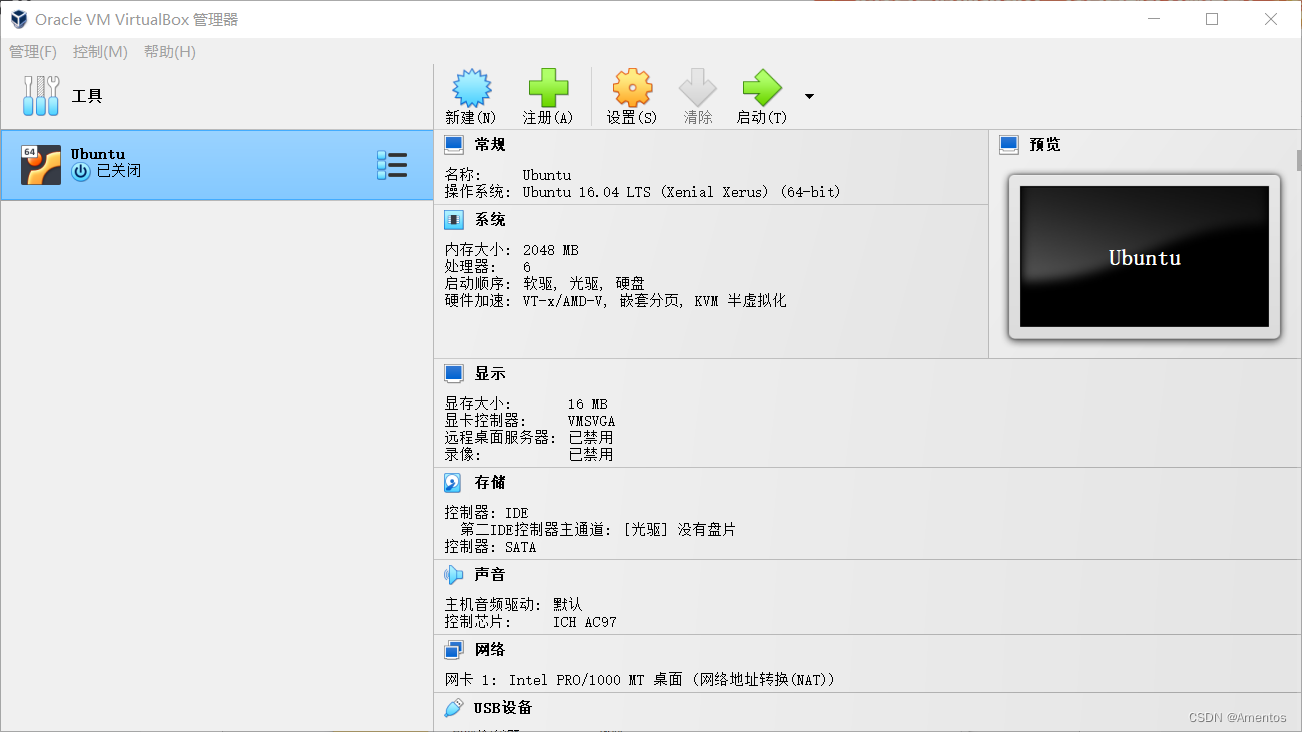 Oracle VM VirtualBox 管理器
管理(F) 控制(M) 帮助(H)
工具
新建(N) 注册(A) 设置(S) 清除 启动(T)
64
Ubuntu
已关闭
常规
名称: Ubuntu
操作系统: Ubuntu 16.04 LTS (Xenial Xerus) (64-bit)
预览
Ubuntu
系统
内存大小: 2048 MB
处理器: 6
启动顺序: 软驱, 光驱, 硬盘
硬件加速: VT-x/AMD-V, 嵌套分页, KVM 半虚拟化
显示
显存大小: 16 MB
显卡控制器: VMSVGA
远程桌面服务器: 已禁用
录像: 已禁用
存储
控制器: IDE
第二IDE控制器主通道: [光驱] 没有盘片
控制器: SATA
声音
主机音频驱动: 默认
控制芯片: ICH AC97
网络
网卡 1: Intel PRO/1000 MT 桌面 (网络地址转换(NAT))
USB设备
CSDN @Amentos